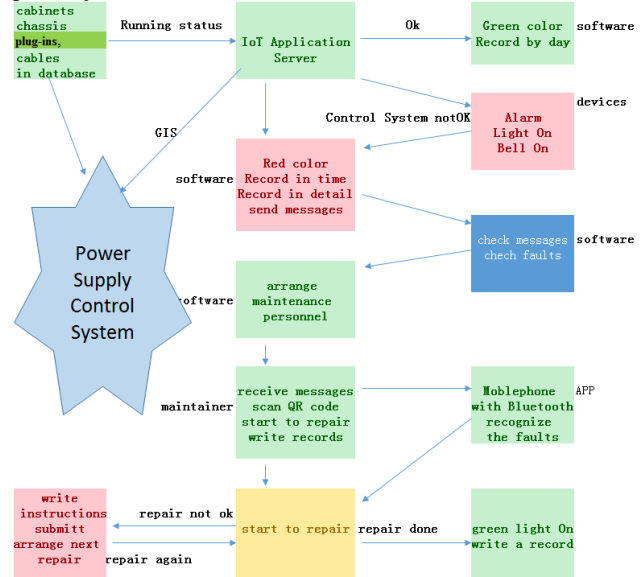 cabinets
chassis
plug-ins,
cables
in database
Running status
IoT Application
Server
Ok
Green color
Record by day
software
GIS
Control System notOK
Alarm
Light On
Bell On
devices
software
Red color
Record in time
Record in detail
send messages
check messages
chech faults
software
Power
Supply
Control
System
software
arrange
maintenance
personnel
maintainer
receive messages
scan QR code
start to repair
write records
Moblephone
with Bluetooth
recognize
the faults
APP
write
instructions
submitt
arrange next
repair
repair not ok
repair again
start to repair
repair done
green light On
write a record